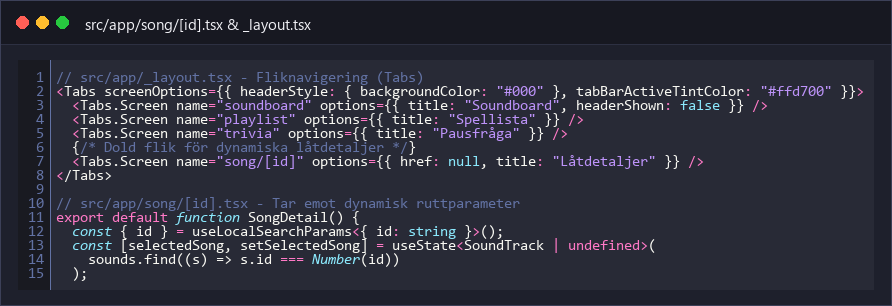 src/app/song/[id].tsx & _layout.tsx
1 // src/app/_layout.tsx - Fliknavigering (Tabs)
2 <Tabs screenOptions={{ headerStyle: { backgroundColor: "#000" }, tabBarActiveTintColor: "#ffd700" }}>
3   <Tabs.Screen name="soundboard" options={{ title: "Soundboard", headerShown: false }} />
4   <Tabs.Screen name="playlist" options={{ title: "Spellista" }} />
5   <Tabs.Screen name="trivia" options={{ title: "Pausfråga" }} />
6   {/* Dold flik för dynamiska låtdetaljer */}
7   <Tabs.Screen name="song/[id]" options={{ href: null, title: "Låtdetaljer" }} />
8 </Tabs>
9
10 // src/app/song/[id].tsx - Tar emot dynamisk ruttparameter
11 export default function SongDetail() {
12   const { id } = useLocalSearchParams<{ id: string }>();
13   const [selectedSong, setSelectedSong] = useState<SoundTrack | undefined>(
14     sounds.find((s) => s.id === Number(id))
15   );